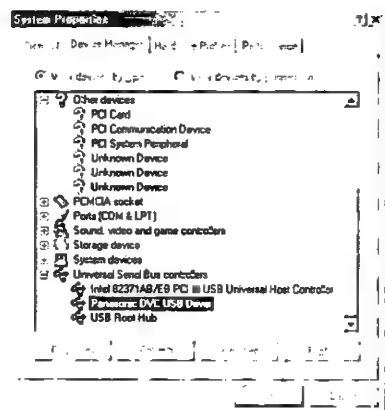 System Properties
Device Manager
Other devices
PCI Card
PCI Communication Device
PCI System Peripheral
Unknown Device
Unknown Device
Unknown Device
PCMCIA socket
Ports (COM & LPT)
Sound, video and game controllers
Storage device
System devices
Universal Serial Bus controllers
Intel 82371AB/EB PCI to USB Universal Host Controller
Panasonic DVC USB Driver
USB Root Hub